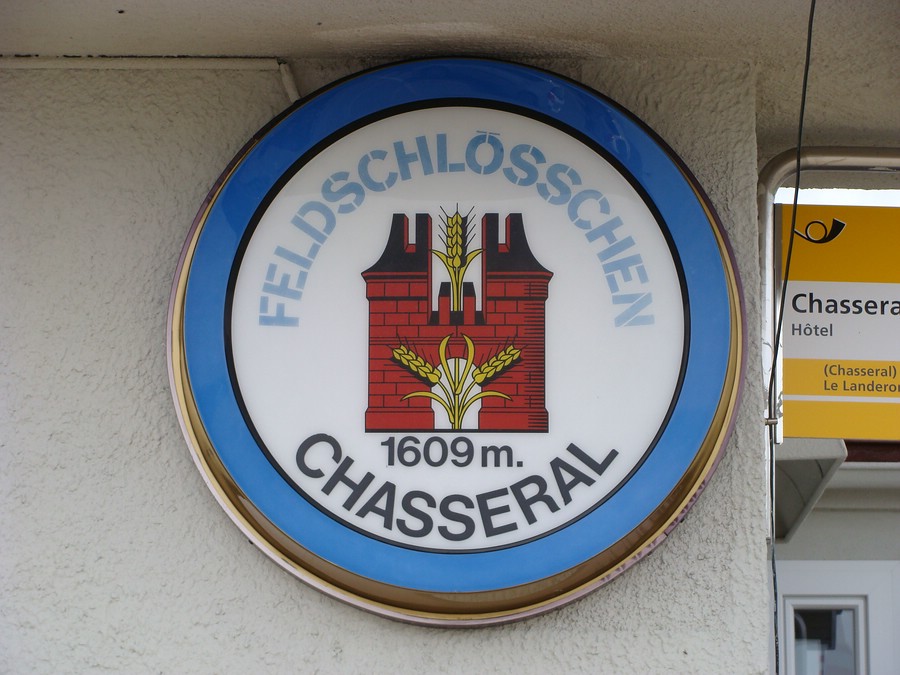 FELDSCHLÖSSCHEN
1609 m.
CHASSERAL
Chassera
Hôtel
(Chasseral)
Le Landeron